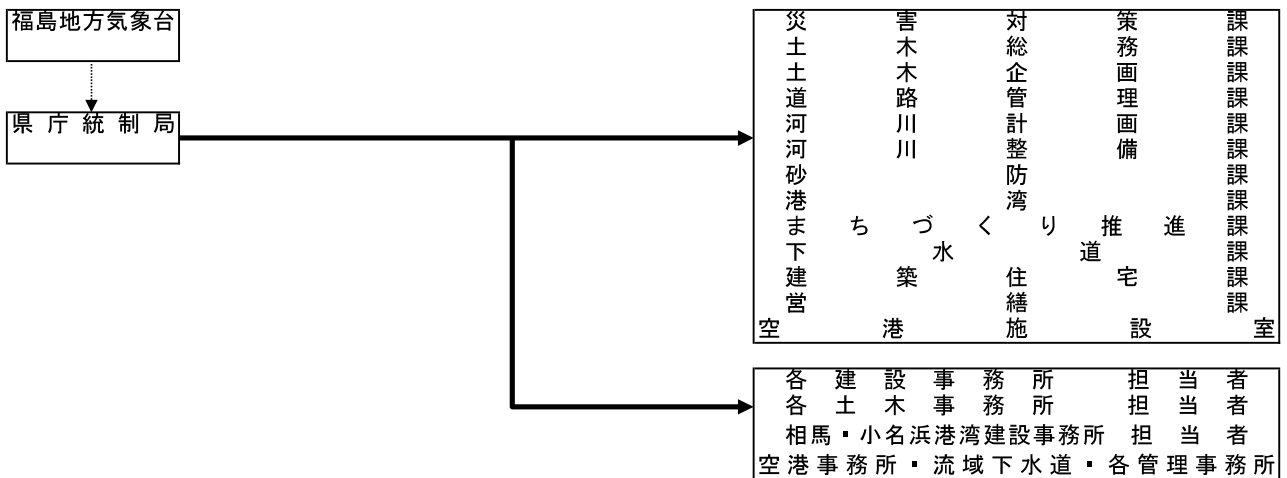 福島地方気象台
県庁統制局
災害対策課
土木総務課
土木企画課
道路管理課
河川計画課
河川整備課
砂防課
港湾課
まちづくり推進課
下水道課
建築住宅課
営繕課
空港施設室
各建設事務所 担当者
各土木事務所 担当者
相馬・小名浜港湾建設事務所 担当者
空港事務所・流域下水道・各管理事務所